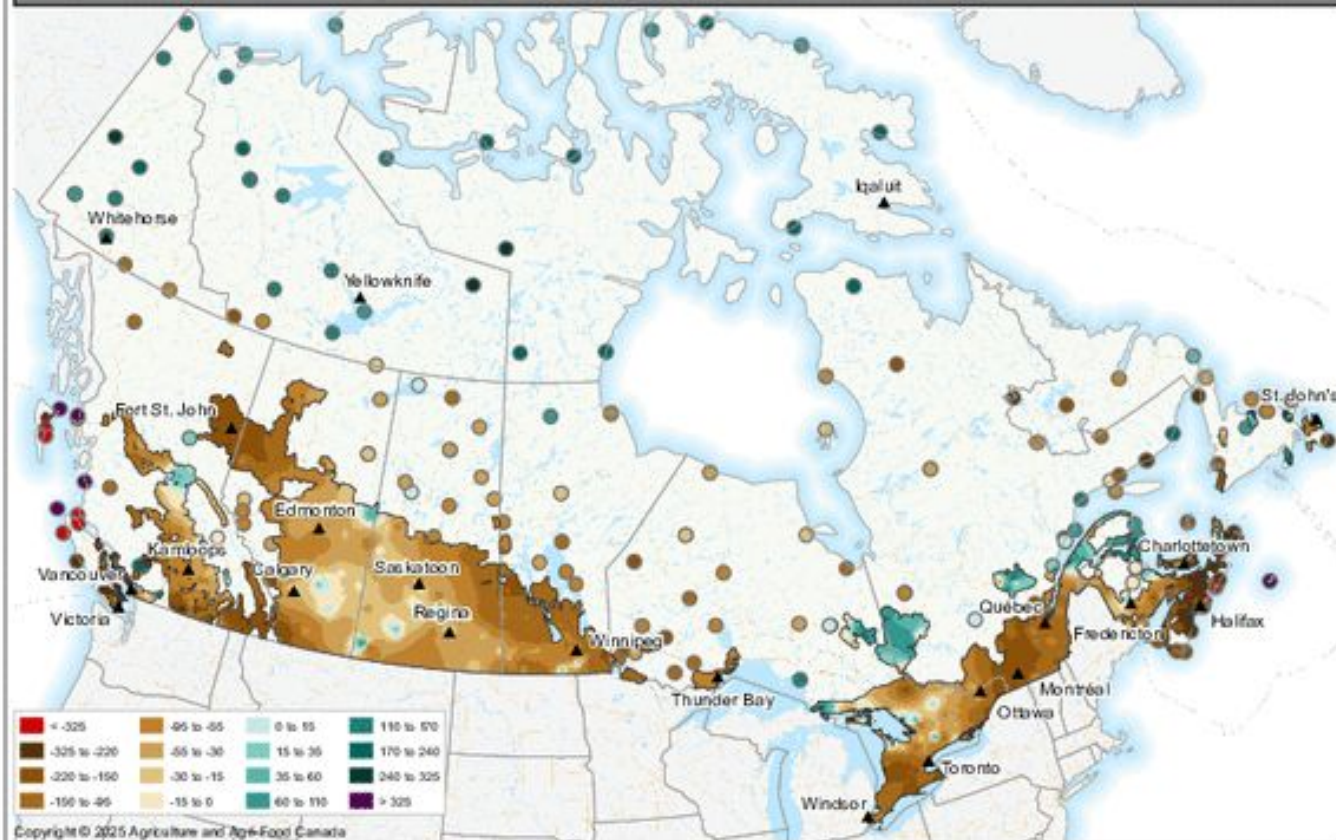 Iqaluit
Whitehorse
Yellowknife
Fort St. John
St. John's
Edmonton
Kamloops
Charlottetown
Vancouver
Calgary
Saskatoon
Victoria
Regina
Québec
Halifax
Winnipeg
Fredericton
Thunder Bay
Montréal
Ottawa
Toronto
Windsor
< -325 -95 to -55 0 to 15 110 to 170
-325 to -220 -55 to -30 15 to 35 170 to 240
-220 to -150 -30 to -15 35 to 60 240 to 325
-150 to -95 -15 to 0 60 to 110 > 325
Copyright © 2025 Agriculture and Agri-Food Canada